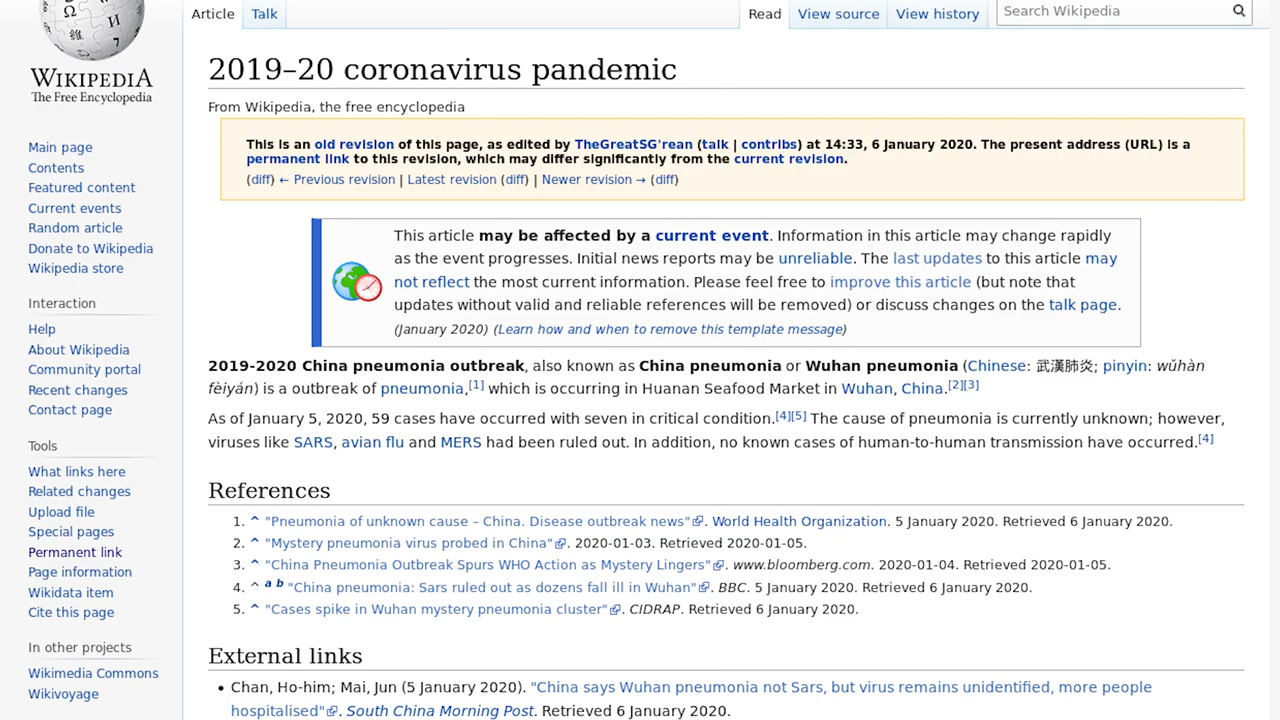 Article Talk Read View source View history Search Wikipedia
WIKIPEDIA
The Free Encyclopedia
Main page
Contents
Featured content
Current events
Random article
Donate to Wikipedia
Wikipedia store
Interaction
Help
About Wikipedia
Community portal
Recent changes
Contact page
Tools
What links here
Related changes
Upload file
Special pages
Permanent link
Page information
Wikidata item
Cite this page
In other projects
Wikimedia Commons
Wikivoyage
2019–20 coronavirus pandemic
From Wikipedia, the free encyclopedia
This is an old revision of this page, as edited by TheGreatSG'rean (talk | contribs) at 14:33, 6 January 2020. The present address (URL) is a
permanent link to this revision, which may differ significantly from the current revision.
(diff) ← Previous revision | Latest revision (diff) | Newer revision → (diff)
This article may be affected by a current event. Information in this article may change rapidly
as the event progresses. Initial news reports may be unreliable. The last updates to this article may
not reflect the most current information. Please feel free to improve this article (but note that
updates without valid and reliable references will be removed) or discuss changes on the talk page.
(January 2020) (Learn how and when to remove this template message)
2019-2020 China pneumonia outbreak, also known as China pneumonia or Wuhan pneumonia (Chinese: 武漢肺炎; pinyin: wǔhàn
fèiyán) is a outbreak of pneumonia,[1] which is occurring in Huanan Seafood Market in Wuhan, China.[2][3]
As of January 5, 2020, 59 cases have occurred with seven in critical condition.[4][5] The cause of pneumonia is currently unknown; however,
viruses like SARS, avian flu and MERS had been ruled out. In addition, no known cases of human-to-human transmission have occurred.[4]
References
1. ^ "Pneumonia of unknown cause – China. Disease outbreak news". World Health Organization. 5 January 2020. Retrieved 6 January 2020.
2. ^ "Mystery pneumonia virus probed in China". 2020-01-03. Retrieved 2020-01-05.
3. ^ "China Pneumonia Outbreak Spurs WHO Action as Mystery Lingers". www.bloomberg.com. 2020-01-04. Retrieved 2020-01-05.
4. ^ a b "China pneumonia: Sars ruled out as dozens fall ill in Wuhan". BBC. 5 January 2020. Retrieved 6 January 2020.
5. ^ "Cases spike in Wuhan mystery pneumonia cluster". CIDRAP. Retrieved 6 January 2020.
External links
• Chan, Ho-him; Mai, Jun (5 January 2020). "China says Wuhan pneumonia not Sars, but virus remains unidentified, more people
hospitalised". South China Morning Post. Retrieved 6 January 2020.